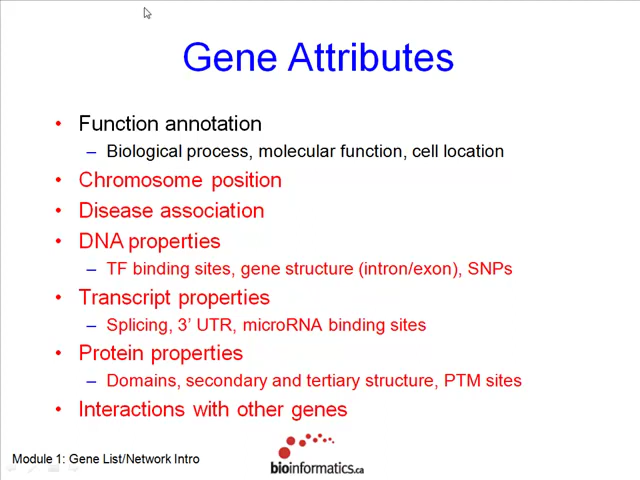 Gene Attributes
• Function annotation
– Biological process, molecular function, cell location
• Chromosome position
• Disease association
• DNA properties
– TF binding sites, gene structure (intron/exon), SNPs
• Transcript properties
– Splicing, 3’ UTR, microRNA binding sites
• Protein properties
– Domains, secondary and tertiary structure, PTM sites
• Interactions with other genes
Module 1: Gene List/Network Intro
bioinformatics.ca